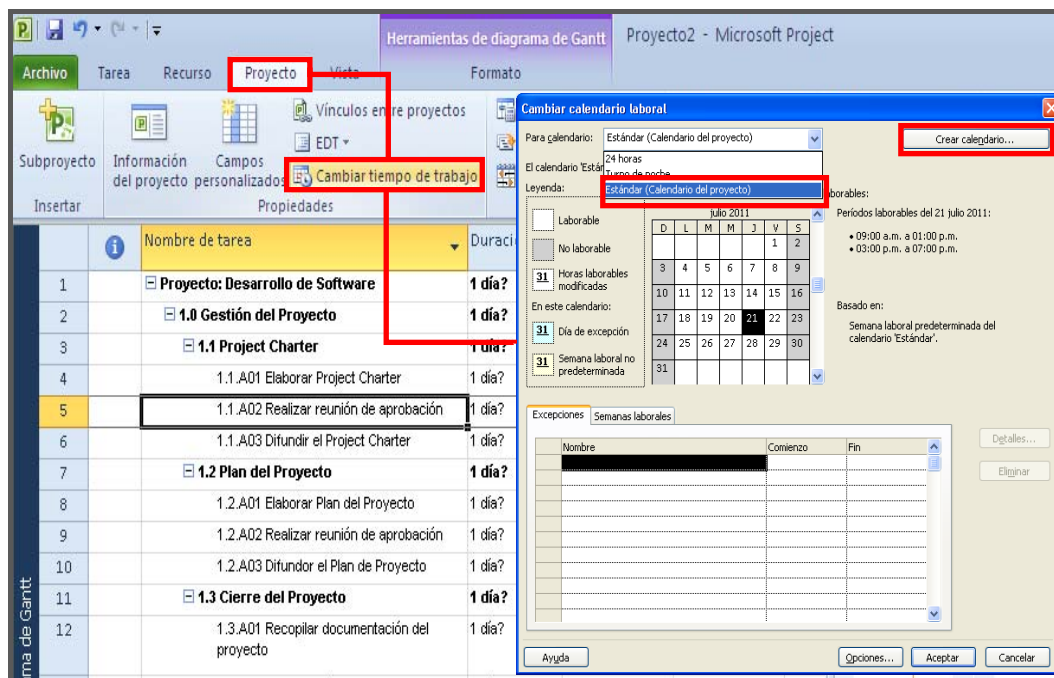 Herramientas de diagrama de Gantt
Proyecto2 - Microsoft Project
Archivo Tarea Recurso Proyecto Vista Formato
Subproyecto
Información del proyecto
Campos personalizados
Vínculos entre proyectos
EDT
Cambiar tiempo de trabajo
Insertar
Propiedades
Nombre de tarea
1 Proyecto: Desarrollo de Software 1 día?
2 1.0 Gestión del Proyecto 1 día?
3 1.1 Project Charter 1 día?
4 1.1.A01 Elaborar Project Charter 1 día?
5 1.1.A02 Realizar reunión de aprobación 1 día?
6 1.1.A03 Difundir el Project Charter 1 día?
7 1.2 Plan del Proyecto 1 día?
8 1.2.A01 Elaborar Plan del Proyecto 1 día?
9 1.2.A02 Realizar reunión de aprobación 1 día?
10 1.2.A03 Difundor el Plan de Proyecto 1 día?
11 1.3 Cierre del Proyecto 1 día?
12 1.3.A01 Recopilar documentación del 1 día?
proyecto
Cambiar calendario laboral
Para calendario: Estándar (Calendario del proyecto)
Crear calendario...
24 horas
Turno de noche
Estándar (Calendario del proyecto)
El calendario
Leyenda:
Laborable
No laborable
31 Horas laborables
modificadas
En este calendario:
31 Día de excepción
31 Semana laboral no
predeterminada
julio 2011
D L M M J V S
1 2
3 4 5 6 7 8 9
10 11 12 13 14 15 16
17 18 19 20 21 22 23
24 25 26 27 28 29 30
31
Períodos laborables del 21 julio 2011:
• 09:00 a.m. a 01:00 p.m.
• 03:00 p.m. a 07:00 p.m.
Basado en:
Semana laboral predeterminada del
calendario 'Estándar'.
Excepciones Semanas laborales
Nombre Comienzo Fin
Detalles...
Eliminar
Ayuda Opciones... Aceptar Cancelar